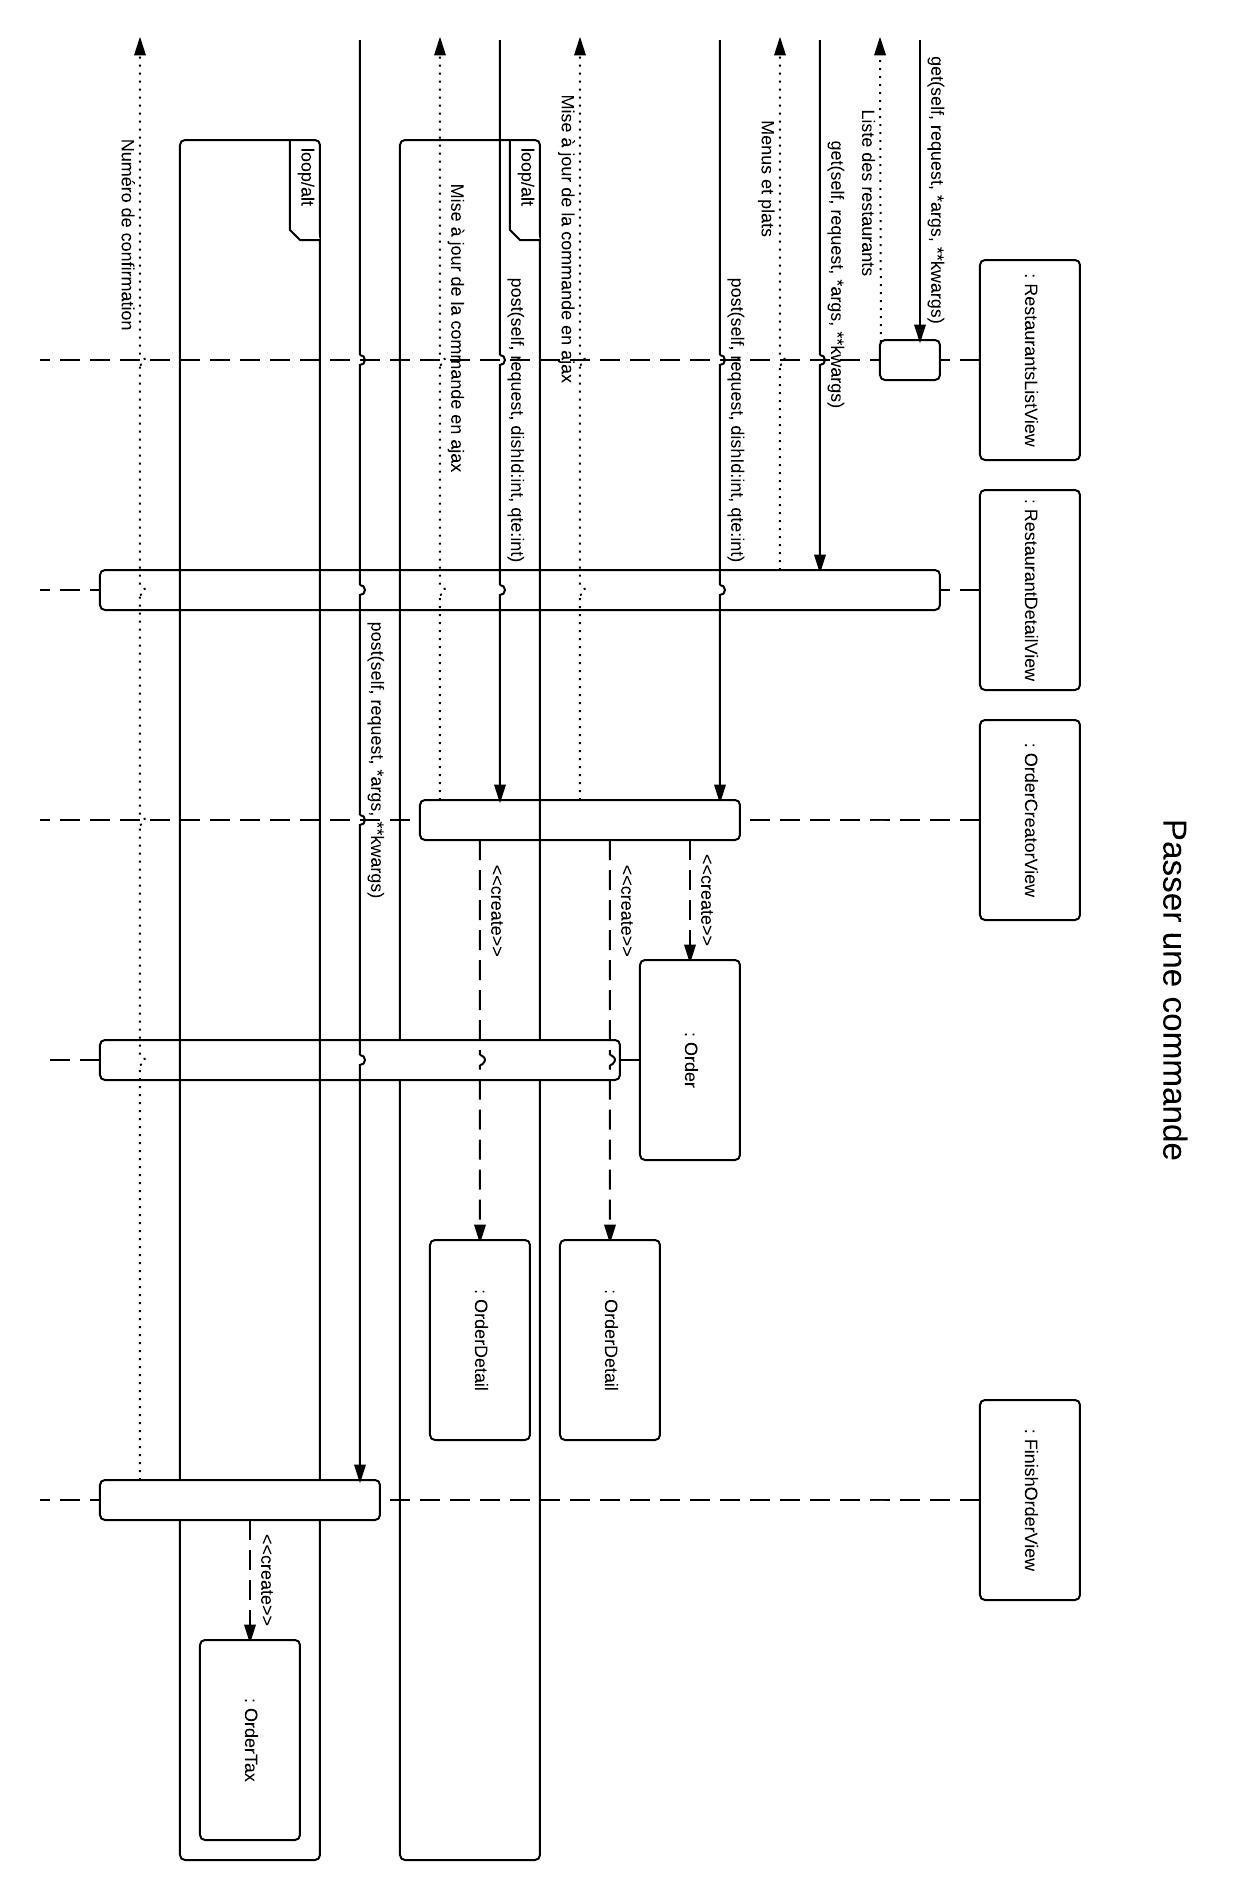 Passer une commande
: RestaurantsListView
: RestaurantDetailView
: OrderCreatorView
: FinishOrderView
get(self, request, *args, **kwargs)
Liste des restaurants
get(self, request, *args, **kwargs)
Menus et plats
post(self, request, dishId:int, qte:int)
<<create>>
: Order
<<create>>
: OrderDetail
Mise à jour de la commande en ajax
loop/alt
post(self, request, dishId:int, qte:int)
<<create>>
: OrderDetail
Mise à jour de la commande en ajax
post(self, request, *args, **kwargs)
loop/alt
<<create>>
: OrderTax
Numéro de confirmation